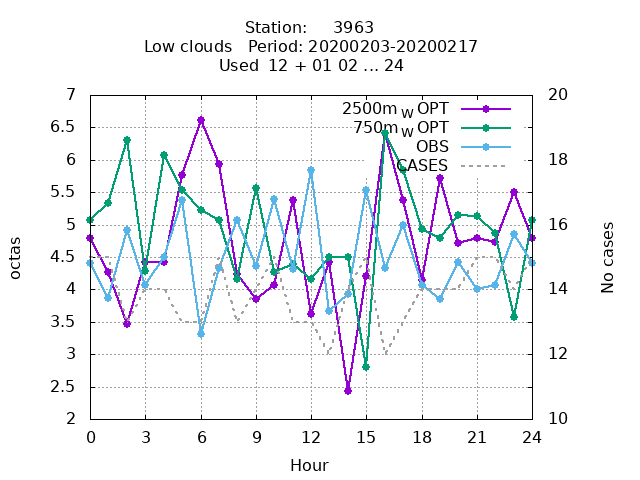 Station: 3963
Low clouds Period: 20200203-20200217
Used 12 + 01 02 ... 24
7
6.5
6
5.5
5
4.5
4
3.5
3
2.5
2
octas
20
18
16
14
12
10
No cases
2500m W OPT
750m W OPT
OBS
CASES
0 3 6 9 12 15 18 21 24
Hour